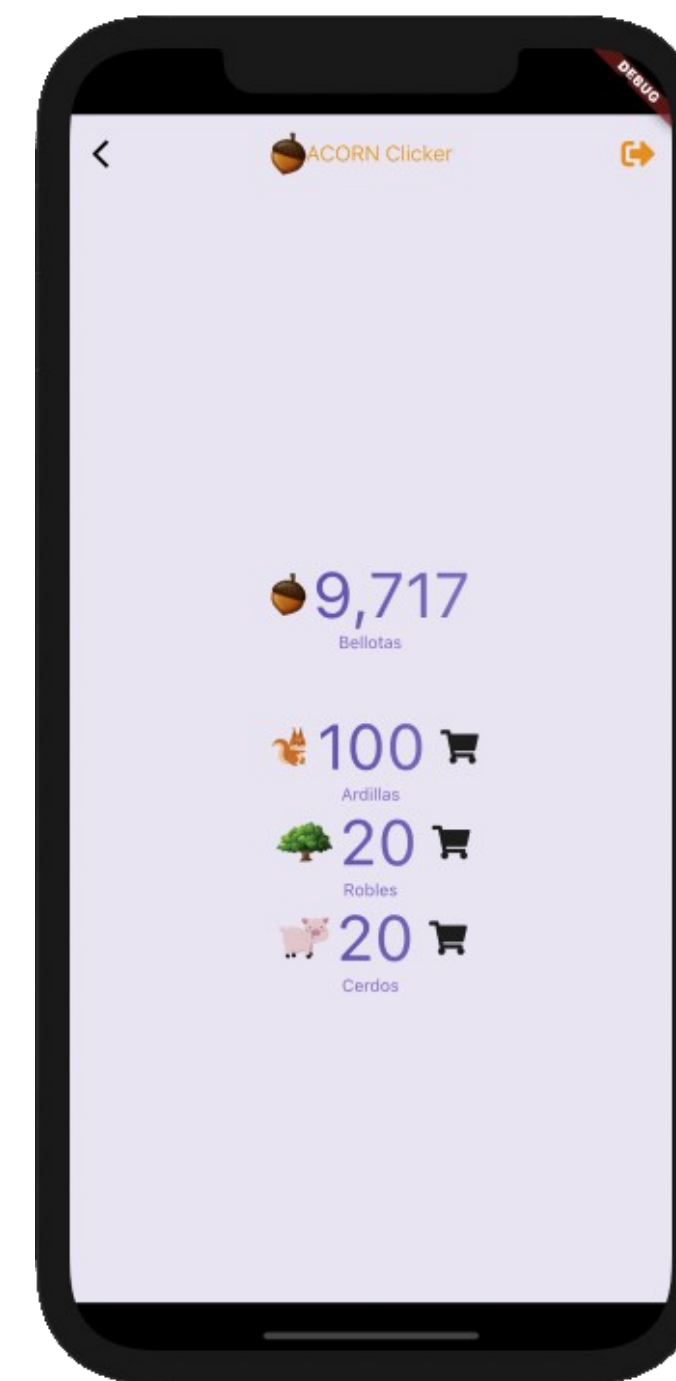 DEBUG
ACORN Clicker
9,717
Bellotas
100
Ardillas
20
Robles
20
Cerdos